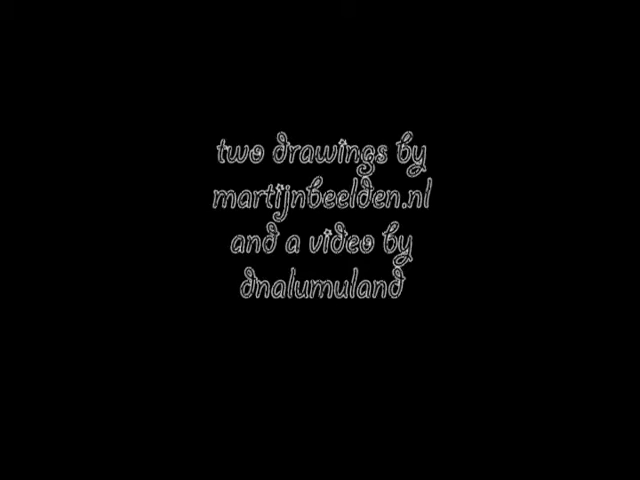 two drawings by
martijnbeelden.nl
and a video by
dnalumuland